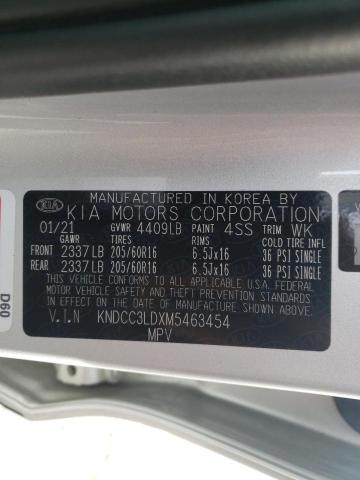 MANUFACTURED IN KOREA BY
KIA
KIA MOTORS CORPORATION
01/21 GVWR 4409LB PAINT 4SS TRIM WK
GAWR TIRES RIMS COLD TIRE
FRONT 2337LB 205/60R16 6.5Jx16 36 PSI SINGLE
REAR 2337LB 205/60R16 6.5Jx16 36 PSI SINGLE
THIS VEHICLE CONFORMS TO ALL APPLICABLE U.S.A. FEDERAL
MOTOR VEHICLE SAFETY AND THEFT PREVENTION STANDARDS IN
EFFECT ON THE DATE OF MANUFACTURE SHOWN ABOVE.
V.I.N KNDCC3LDXM5463454
MPV
D60